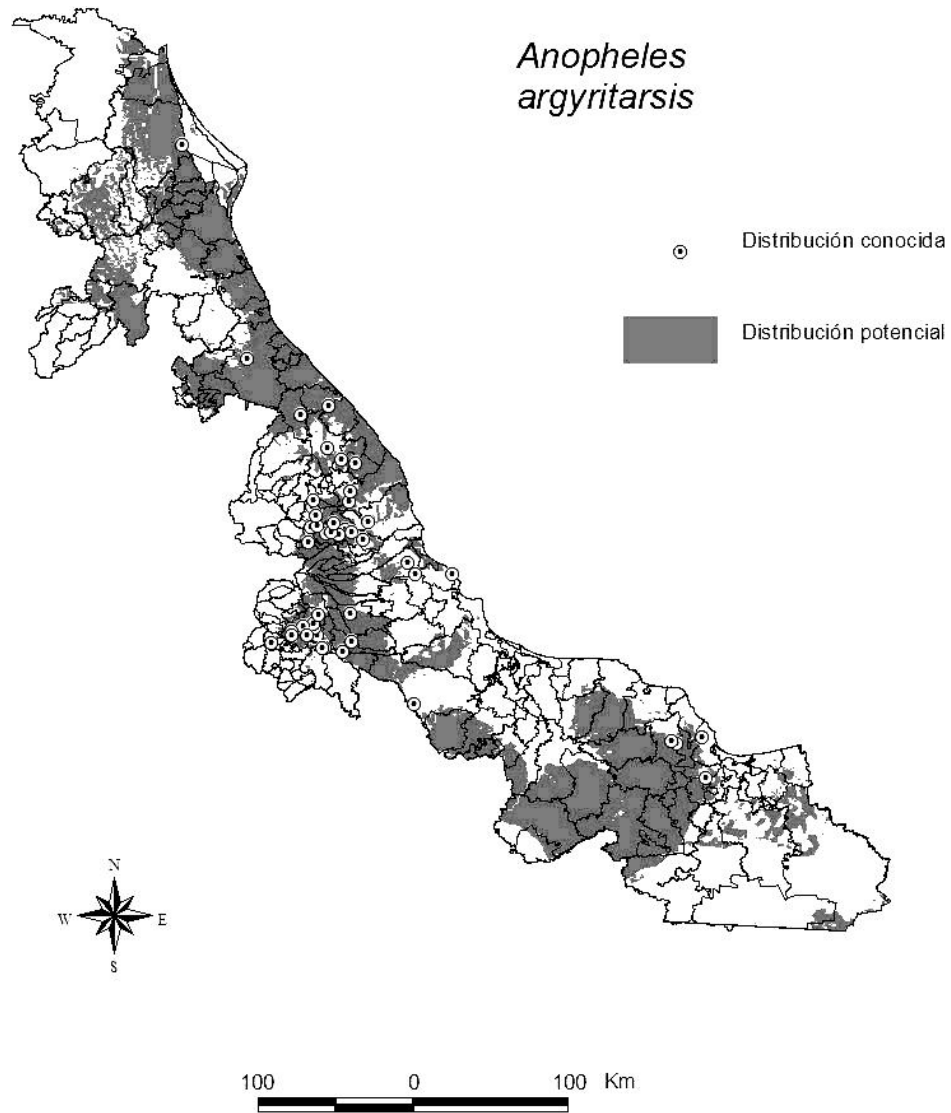 Anopheles
argyritarsis
Distribución conocida
Distribución potencial
N
W E
S
100 0 100 Km